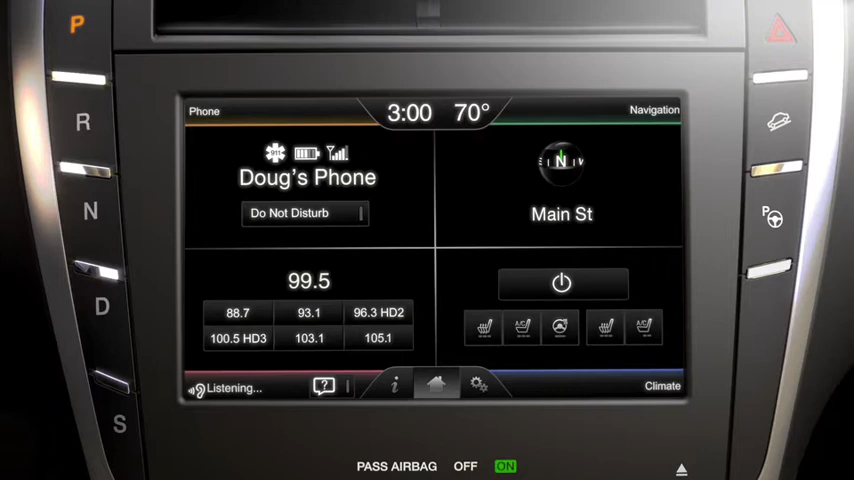 P
R
N
D
S
Phone
3:00 70°
Navigation
911
Doug's Phone
Do Not Disturb
N
Main St
99.5
88.7 93.1 96.3 HD2
100.5 HD3 103.1 105.1
A/C A/C
Listening...
?
i
Climate
P
PASS AIRBAG OFF ON